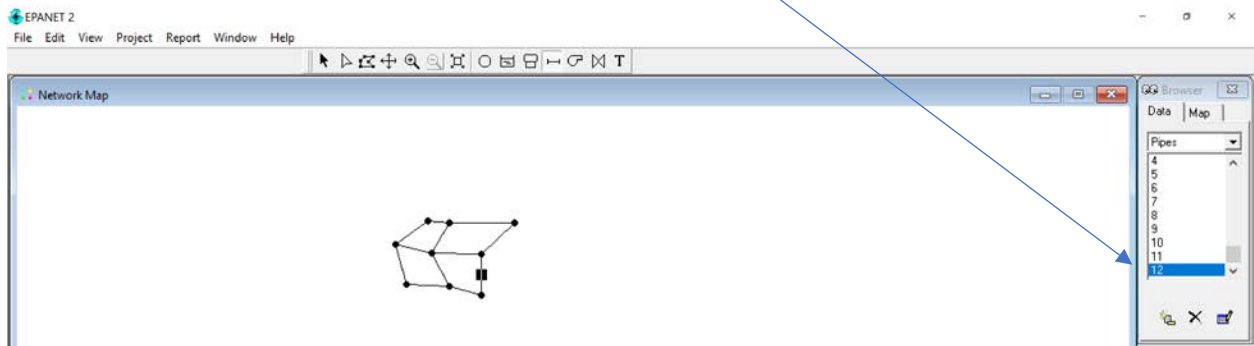 EPANET 2
File Edit View Project Report Window Help
T
Network Map
Browser
Data Map
Pipes
4
5
6
7
8
9
10
11
12